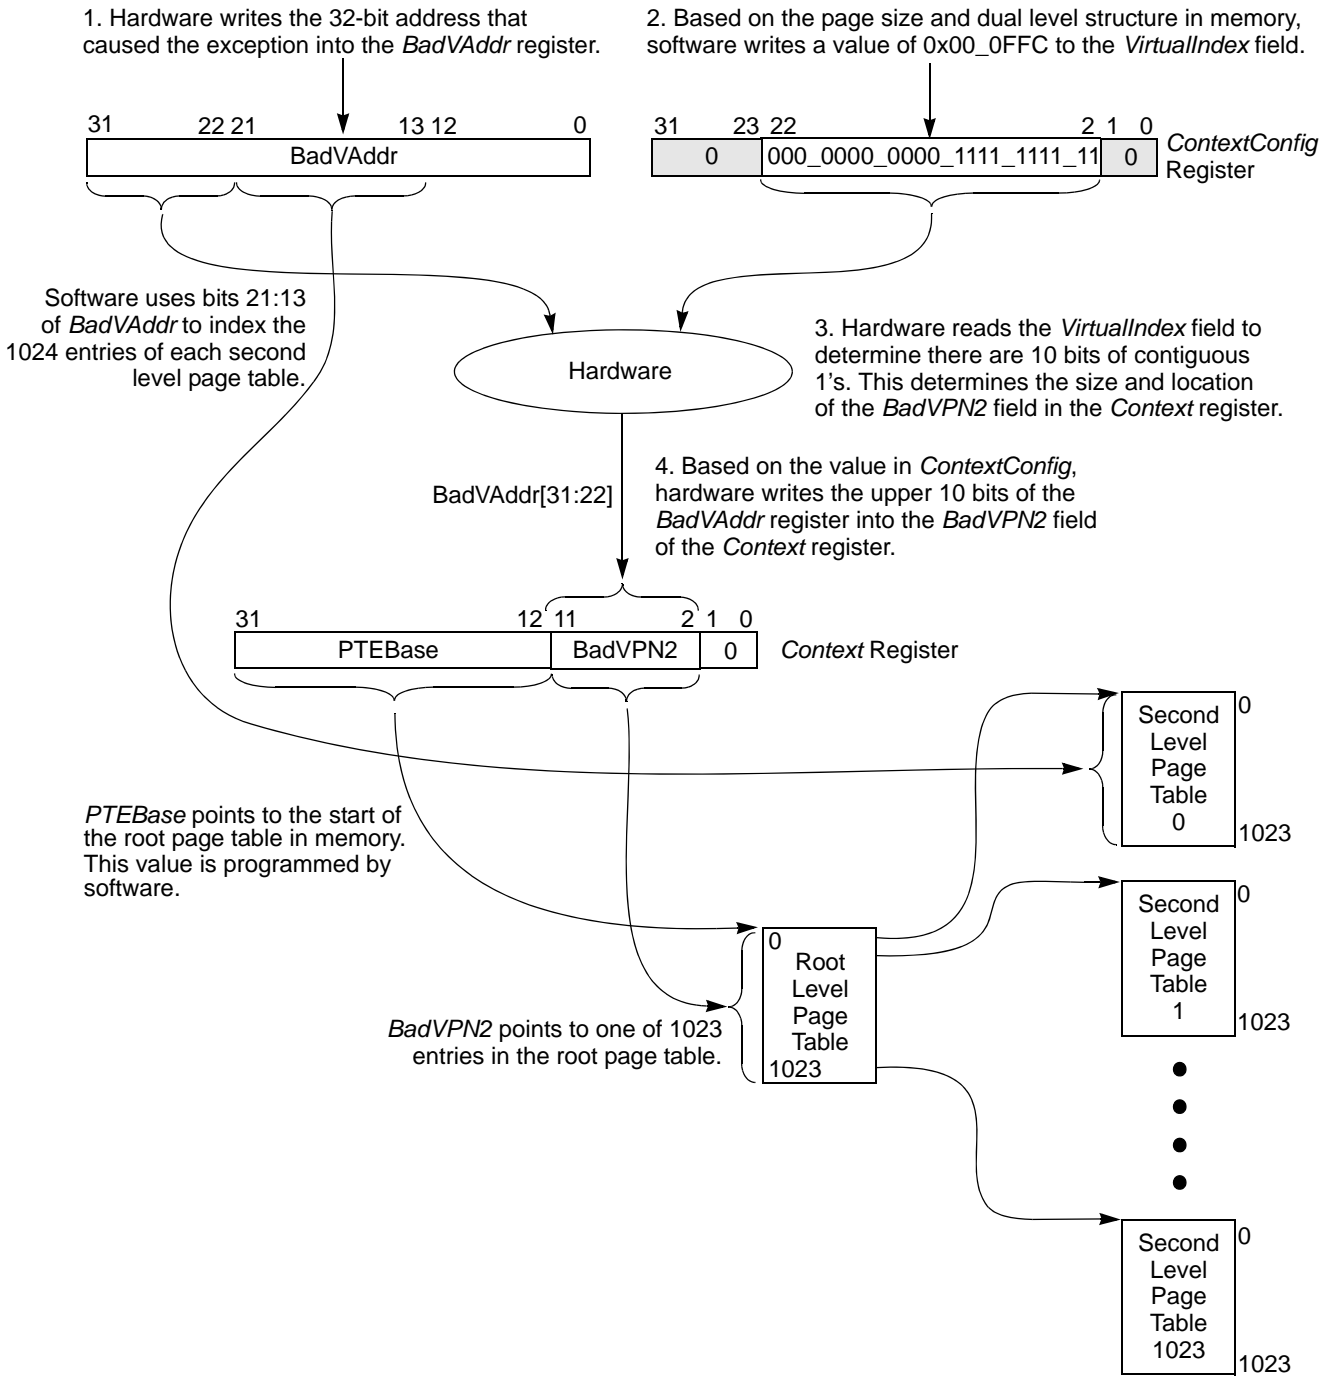 1. Hardware writes the 32-bit address that
caused the exception into the BadVAddr register.
2. Based on the page size and dual level structure in memory,
software writes a value of 0x00_0FFC to the VirtualIndex field.
31 22 21 13 12 0
BadVAddr
31 23 22 2 1 0
0 000_0000_0000_1111_1111_11 0
ContextConfig
Register
Software uses bits 21:13
of BadVAddr to index the
1024 entries of each second
level page table.
Hardware
3. Hardware reads the VirtualIndex field to
determine there are 10 bits of contiguous
1's. This determines the size and location
of the BadVPN2 field in the Context register.
BadVAddr[31:22]
4. Based on the value in ContextConfig,
hardware writes the upper 10 bits of the
BadVAddr register into the BadVPN2 field
of the Context register.
31 12 11 2 1 0
PTEBase BadVPN2 0 Context Register
PTEBase points to the start of
the root page table in memory.
This value is programmed by
software.
BadVPN2 points to one of 1023
entries in the root page table.
0
Root
Level
Page
Table
1023
0
Second
Level
Page
Table
0
1023
0
Second
Level
Page
Table
1
1023
0
Second
Level
Page
Table
1023
1023